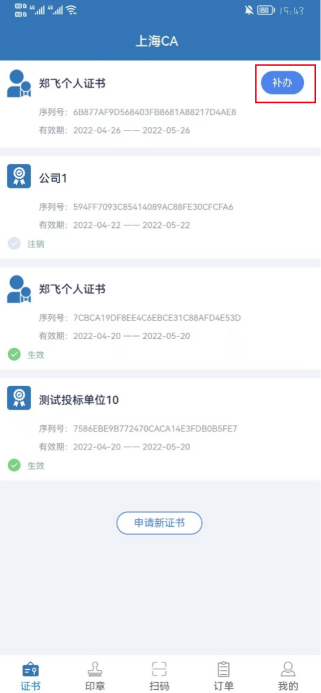 15:43
上海CA
郑飞个人证书
补办
序列号：6B877AF9D568403FB8681A88217D4AE8
有效期：2022-04-26 —— 2022-05-26
公司1
序列号：594FF7093C85414089AC88FE30CFCFA6
有效期：2022-04-22 —— 2022-05-22
注销
郑飞个人证书
序列号：7CBCA19DF8EE4C6EBCE31C88AFD4E53D
有效期：2022-04-20 —— 2022-05-20
生效
测试投标单位10
序列号：7586EBE9B772470CACA14E3FDB0B5FE7
有效期：2022-04-20 —— 2022-05-20
生效
申请新证书
证书 印章 扫码 订单 我的